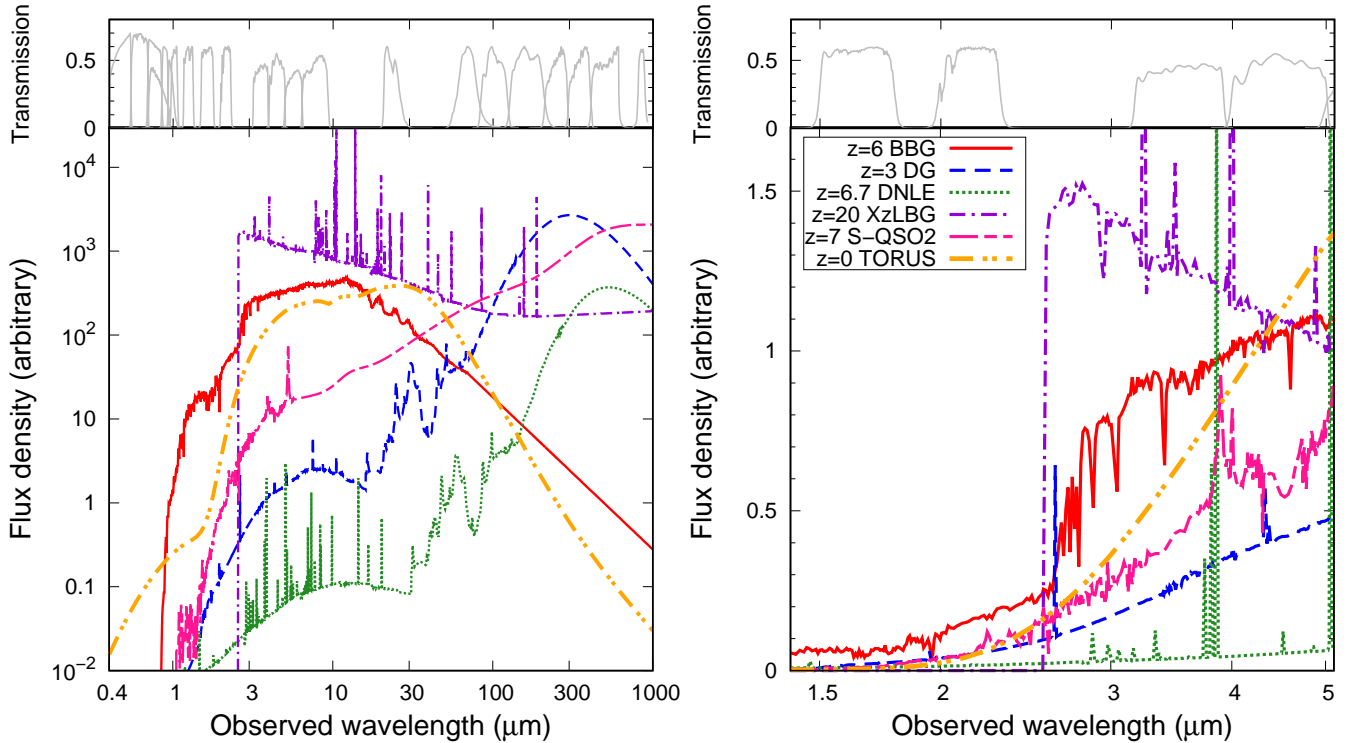 Transmission
0.5
0
Flux density (arbitrary)
10⁴
10³
10²
10
1
0.1
10⁻²
0.4 1 3 10 30 100 300 1000
Observed wavelength (μm)
Transmission
0.5
0
Flux density (arbitrary)
1.5
1
0.5
0
z=6 BBG
z=3 DG
z=6.7 DNLE
z=20 XzLBG
z=7 S−QSO2
z=0 TORUS
1.5 2 3 4 5
Observed wavelength (μm)